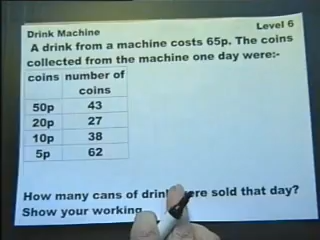 Drink Machine Level 6
A drink from a machine costs 65p. The coins
collected from the machine one day were:-
coins number of
coins
50p 43
20p 27
10p 38
5p 62
How many cans of drink were sold that day?
Show your working